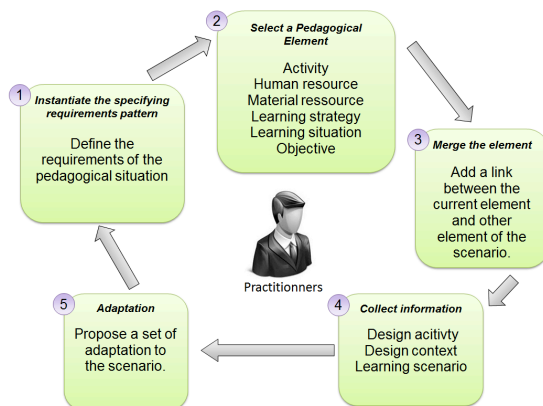 1
Instantiate the specifying
requirements pattern
Define the
requirements of the
pedagogical situation
2
Select a Pedagogical
Element
Activity
Human resource
Material ressource
Learning strategy
Learning situation
Objective
3
Merge the element
Add a link
between the
current element
and other
element of the
scenario.
4
Collect information
Design acitivty
Design context
Learning scenario
5
Adaptation
Propose a set of
adaptation to
the scenario.
Practitionners